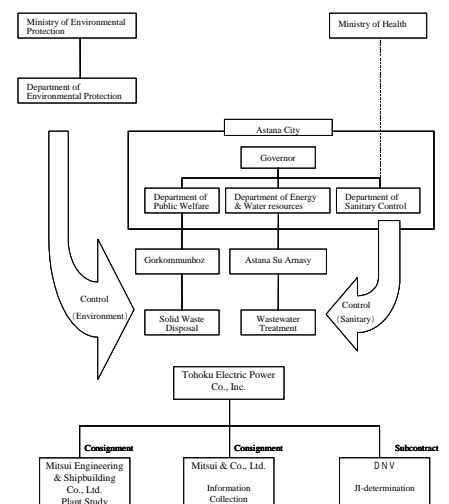 Ministry of Environmental
Protection
Ministry of Health
Department of
Environmental Protection
Astana City
Governor
Department of
Public Welfare
Department of Energy
& Water resources
Department of
Sanitary Control
Gorkommunhoz
Astana Su Arnasy
Control
(Environment)
Control
(Sanitary)
Solid Waste
Disposal
Wastewater
Treatment
Tohoku Electric Power
Co., Inc.
Consignment
Consignment
Subcontract
Mitsui Engineering
& Shipbuilding
Co., Ltd.
Plant Study
Mitsui & Co., Ltd.
Information
Collection
DNV
JI-determination